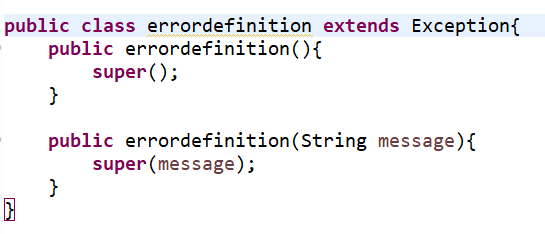 public class errordefinition extends Exception{
    public errordefinition(){
        super();
    }

    public errordefinition(String message){
        super(message);
    }
}